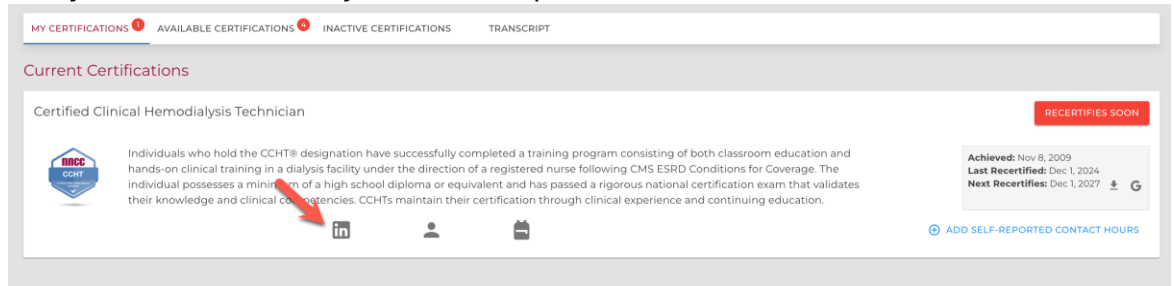 MY CERTIFICATIONS 1 AVAILABLE CERTIFICATIONS 4 INACTIVE CERTIFICATIONS TRANSCRIPT
Current Certifications
Certified Clinical Hemodialysis Technician
RECERTIFIES SOON
nncc
CCHT
Individuals who hold the CCHT® designation have successfully completed a training program consisting of both classroom education and
hands-on clinical training in a dialysis facility under the direction of a registered nurse following CMS ESRD Conditions for Coverage. The
individual possesses a minimum of a high school diploma or equivalent and has passed a rigorous national certification exam that validates
their knowledge and clinical competencies. CCHTs maintain their certification through clinical experience and continuing education.
Achieved: Nov 8, 2009
Last Recertified: Dec 1, 2024
Next Recertifies: Dec 1, 2027
G
in
ADD SELF-REPORTED CONTACT HOURS